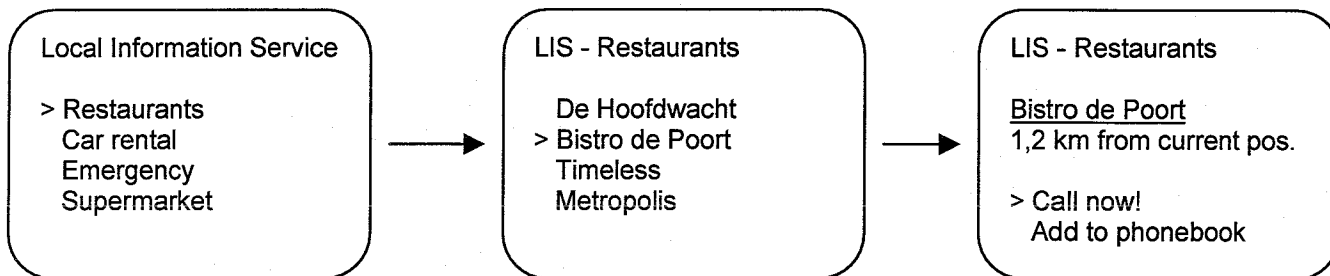 Local Information Service
> Restaurants
Car rental
Emergency
Supermarket
LIS - Restaurants
De Hoofdwacht
> Bistro de Poort
Timeless
Metropolis
LIS - Restaurants
Bistro de Poort
1,2 km from current pos.
> Call now!
Add to phonebook